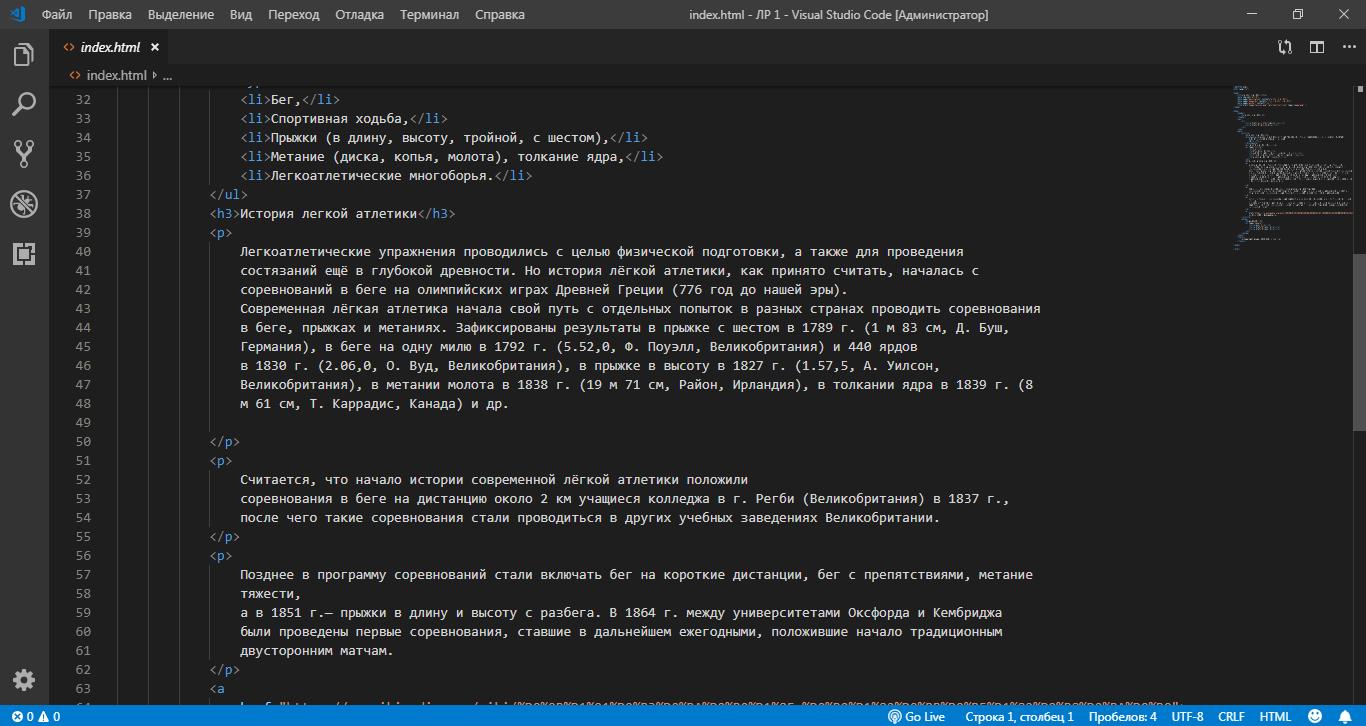 Файл Правка Выделение Вид Переход Отладка Терминал Справка index.html - ЛР 1 - Visual Studio Code [Администратор]
index.html
index.html ...
32 <li>Бег,</li>
33 <li>Спортивная ходьба,</li>
34 <li>Прыжки (в длину, высоту, тройной, с шестом),</li>
35 <li>Метание (диска, копья, молота), толкание ядра,</li>
36 <li>Легкоатлетические многоборья.</li>
37 </ul>
38 <h3>История легкой атлетики</h3>
39 <p>
40 Легкоатлетические упражнения проводились с целью физической подготовки, а также для проведения
41 состязаний ещё в глубокой древности. Но история лёгкой атлетики, как принято считать, началась с
42 соревнований в беге на олимпийских играх Древней Греции (776 год до нашей эры).
43 Современная лёгкая атлетика начала свой путь с отдельных попыток в разных странах проводить соревнования
44 в беге, прыжках и метаниях. Зафиксированы результаты в прыжке с шестом в 1789 г. (1 м 83 см, Д. Буш,
45 Германия), в беге на одну милю в 1792 г. (5.52,0, Ф. Поуэлл, Великобритания) и 440 ярдов
46 в 1830 г. (2.06,0, О. Вуд, Великобритания), в прыжке в высоту в 1827 г. (1.57,5, А. Уилсон,
47 Великобритания), в метании молота в 1838 г. (19 м 71 см, Район, Ирландия), в толкании ядра в 1839 г. (8
48 м 61 см, Т. Каррадис, Канада) и др.
49
50 </p>
51 <p>
52 Считается, что начало истории современной лёгкой атлетики положили
53 соревнования в беге на дистанцию около 2 км учащиеся колледжа в г. Регби (Великобритания) в 1837 г.,
54 после чего такие соревнования стали проводиться в других учебных заведениях Великобритании.
55 </p>
56 <p>
57 Позднее в программу соревнований стали включать бег на короткие дистанции, бег с препятствиями, метание
58 тяжести,
59 а в 1851 г.— прыжки в длину и высоту с разбега. В 1864 г. между университетами Оксфорда и Кембриджа
60 были проведены первые соревнования, ставшие в дальнейшем ежегодными, положившие начало традиционным
61 двусторонним матчам.
62 </p>
63 <a
0 0 Go Live Строка 1, столбец 1 Пробелов: 4 UTF-8 CRLF HTML